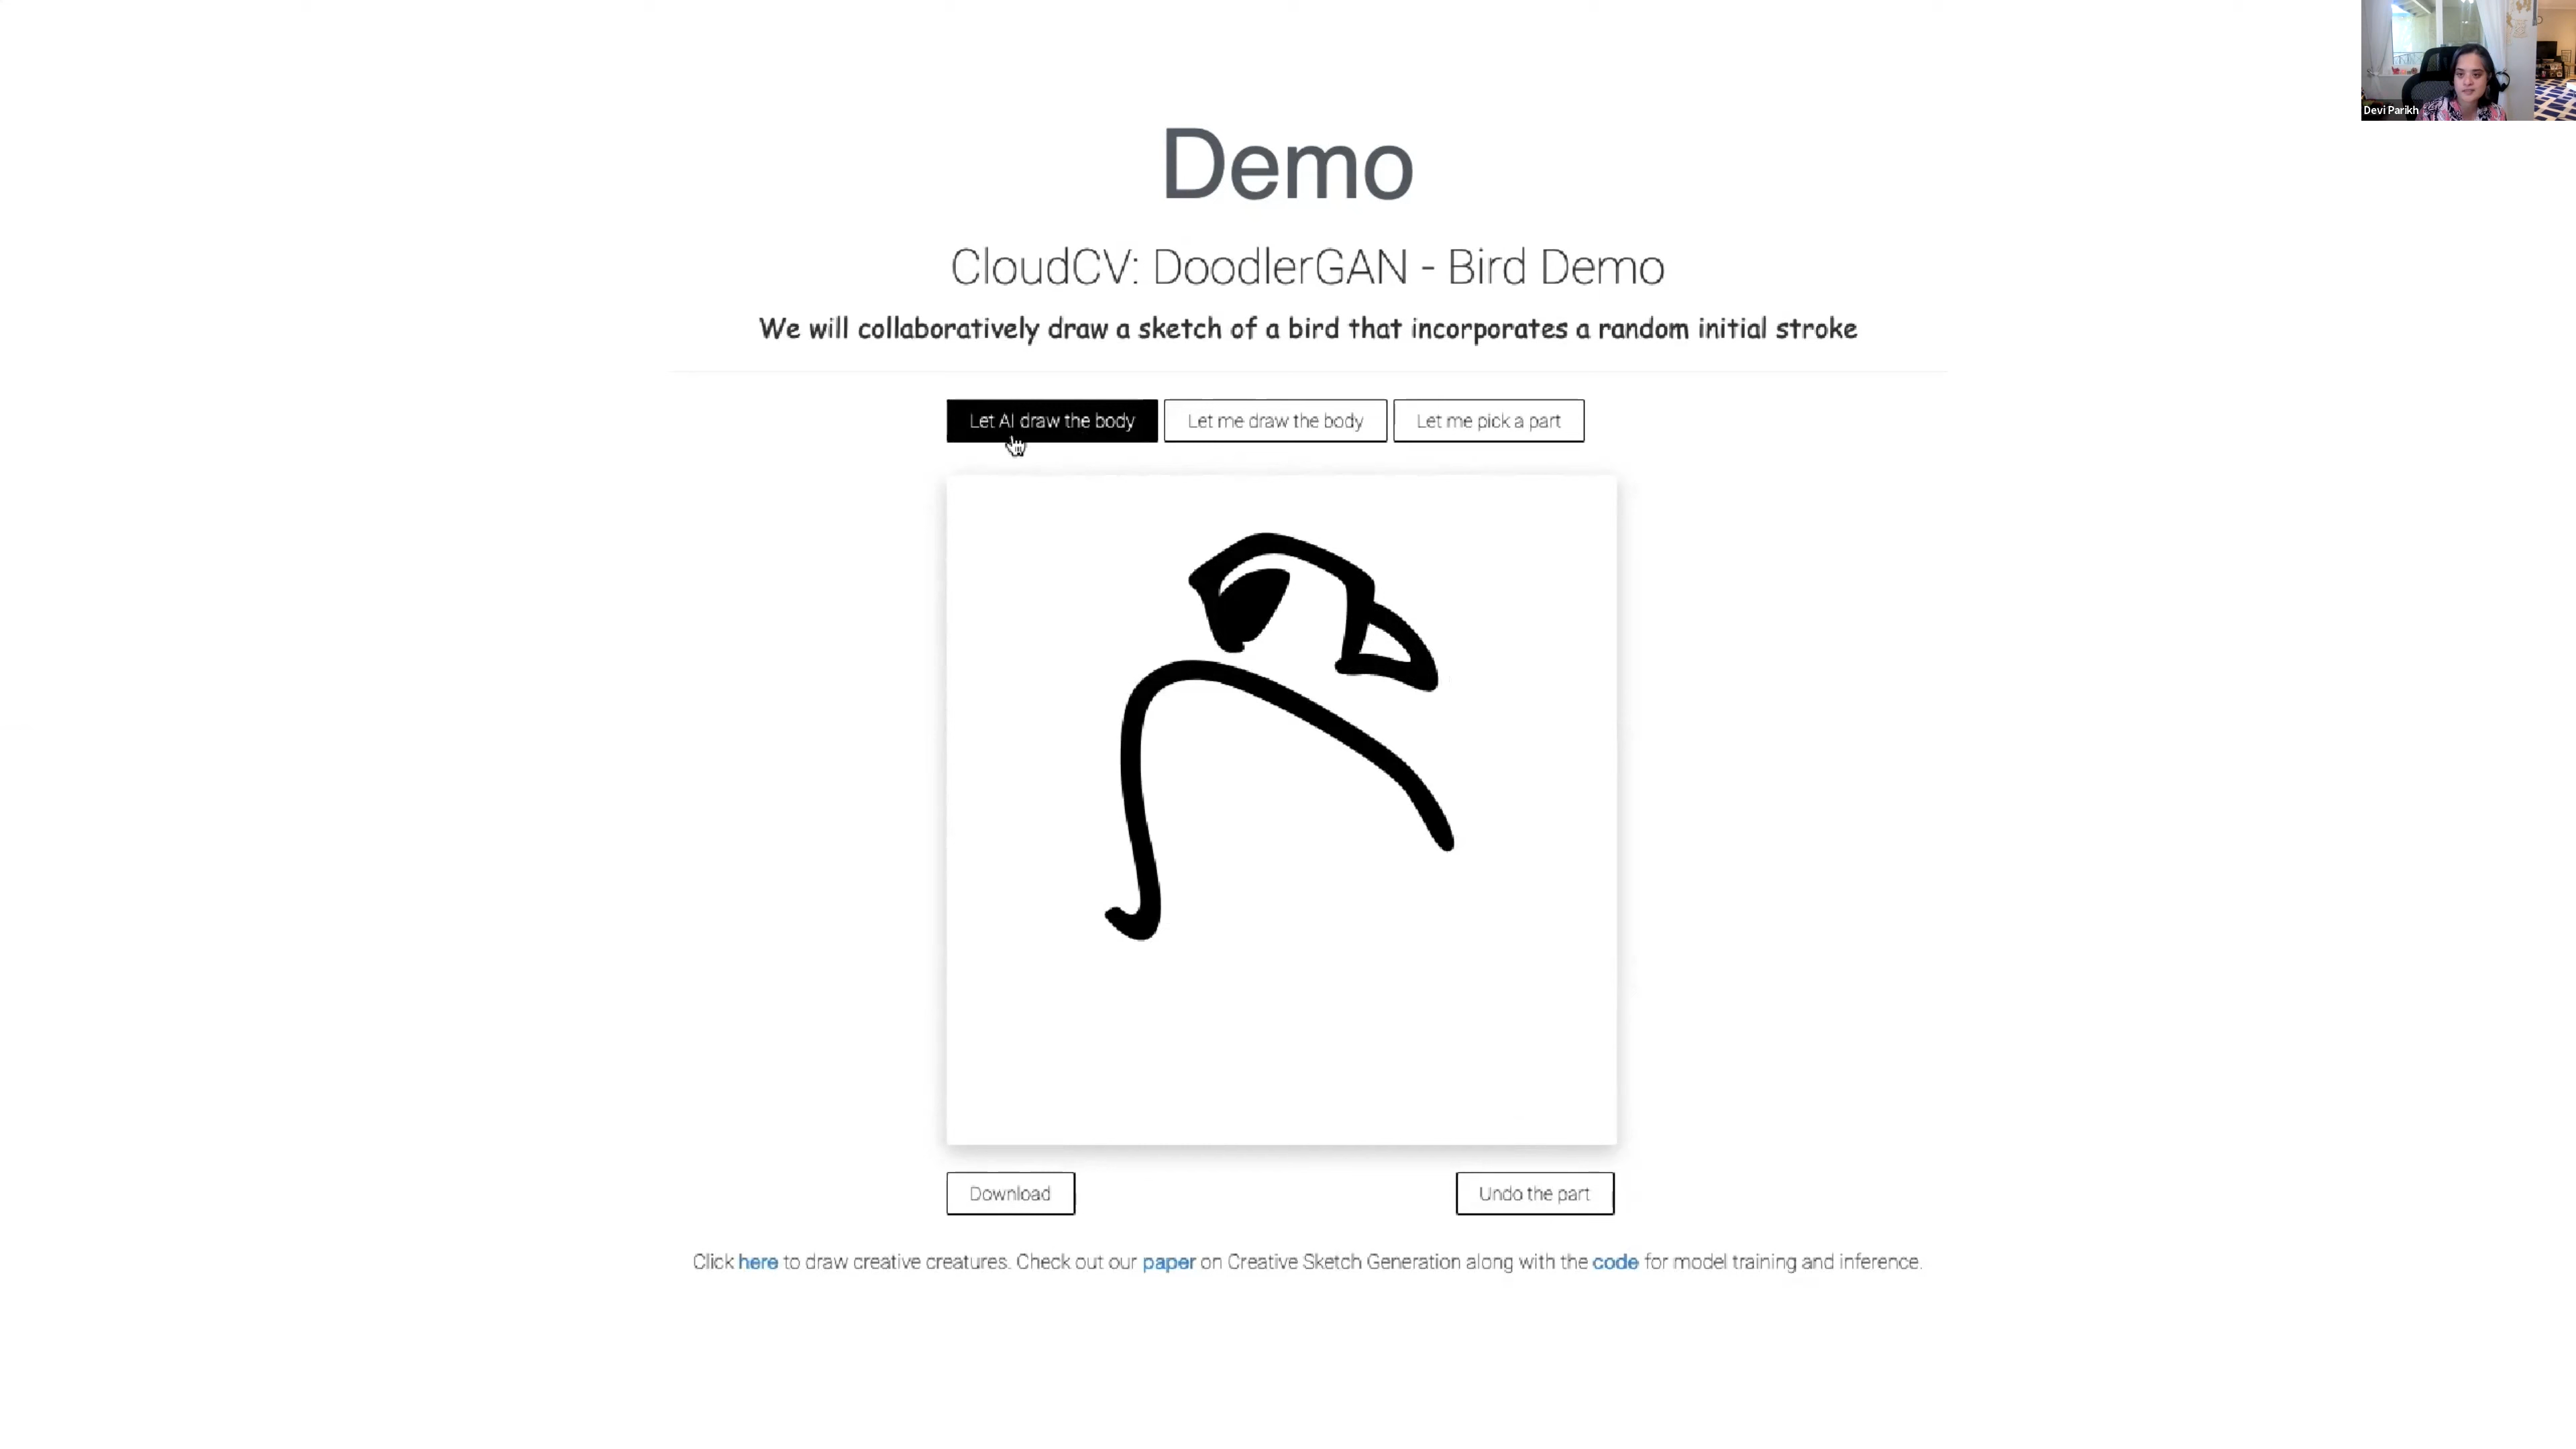 Devi Parikh
Demo
CloudCV: DoodlerGAN - Bird Demo
We will collaboratively draw a sketch of a bird that incorporates a random initial stroke
Let AI draw the body Let me draw the body Let me pick a part
Download Undo the part
Click here to draw creative creatures. Check out our paper on Creative Sketch Generation along with the code for model training and inference.